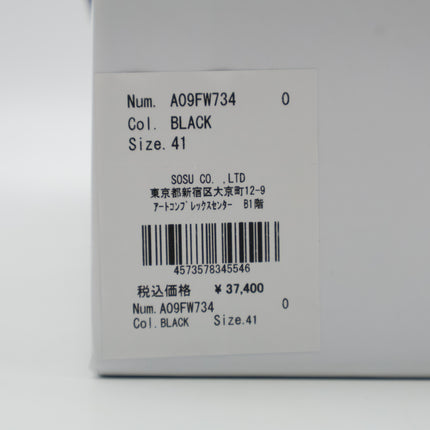 Num. A09FW734 0
Col. BLACK
Size. 41
SOSU CO. ,LTD
東京都新宿区大京町12-9
アートコンプレックスセンター B1階
4573578345546
税込価格 ¥ 37,400
Num. A09FW734 0
Col. BLACK Size. 41